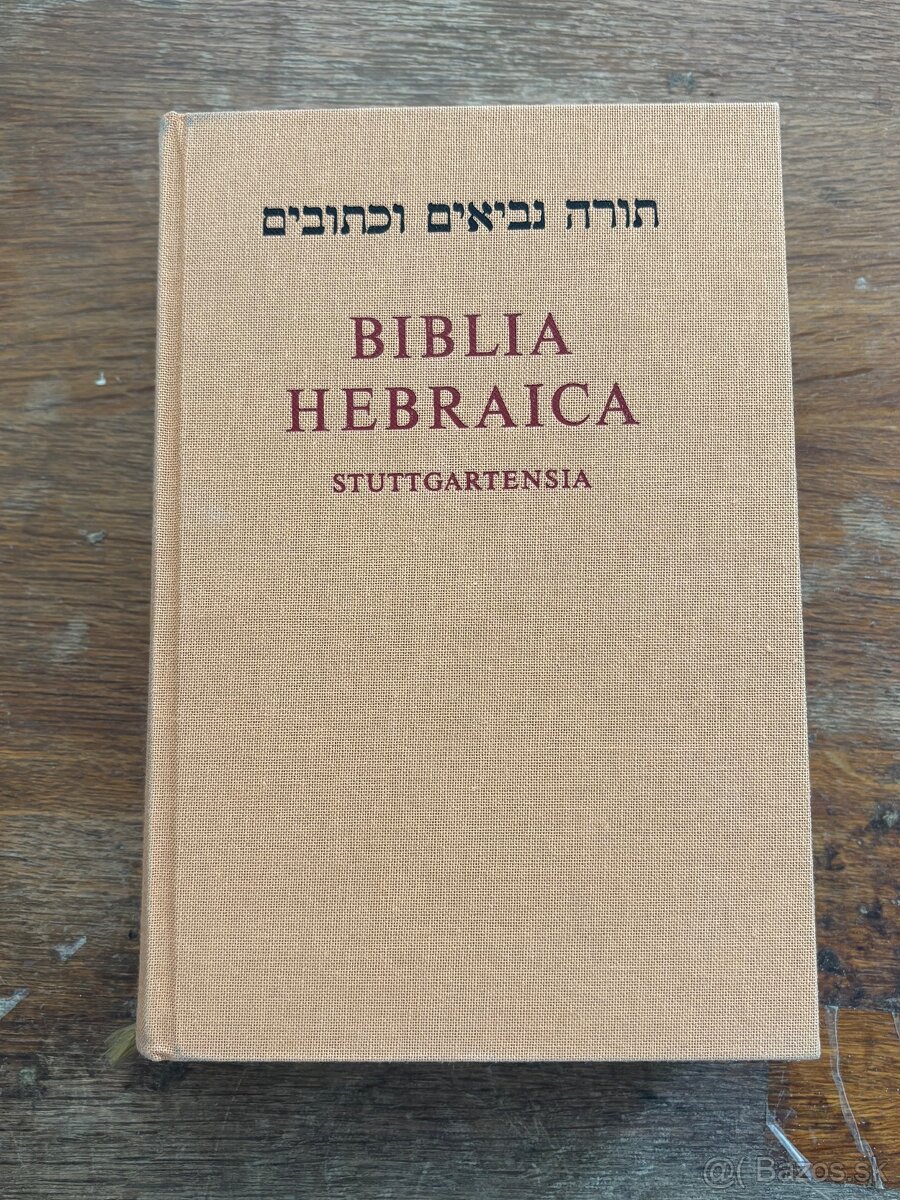 תורה נביאים וכתובים
BIBLIA
HEBRAICA
STUTTGARTENSIA
@( Bazos.sk